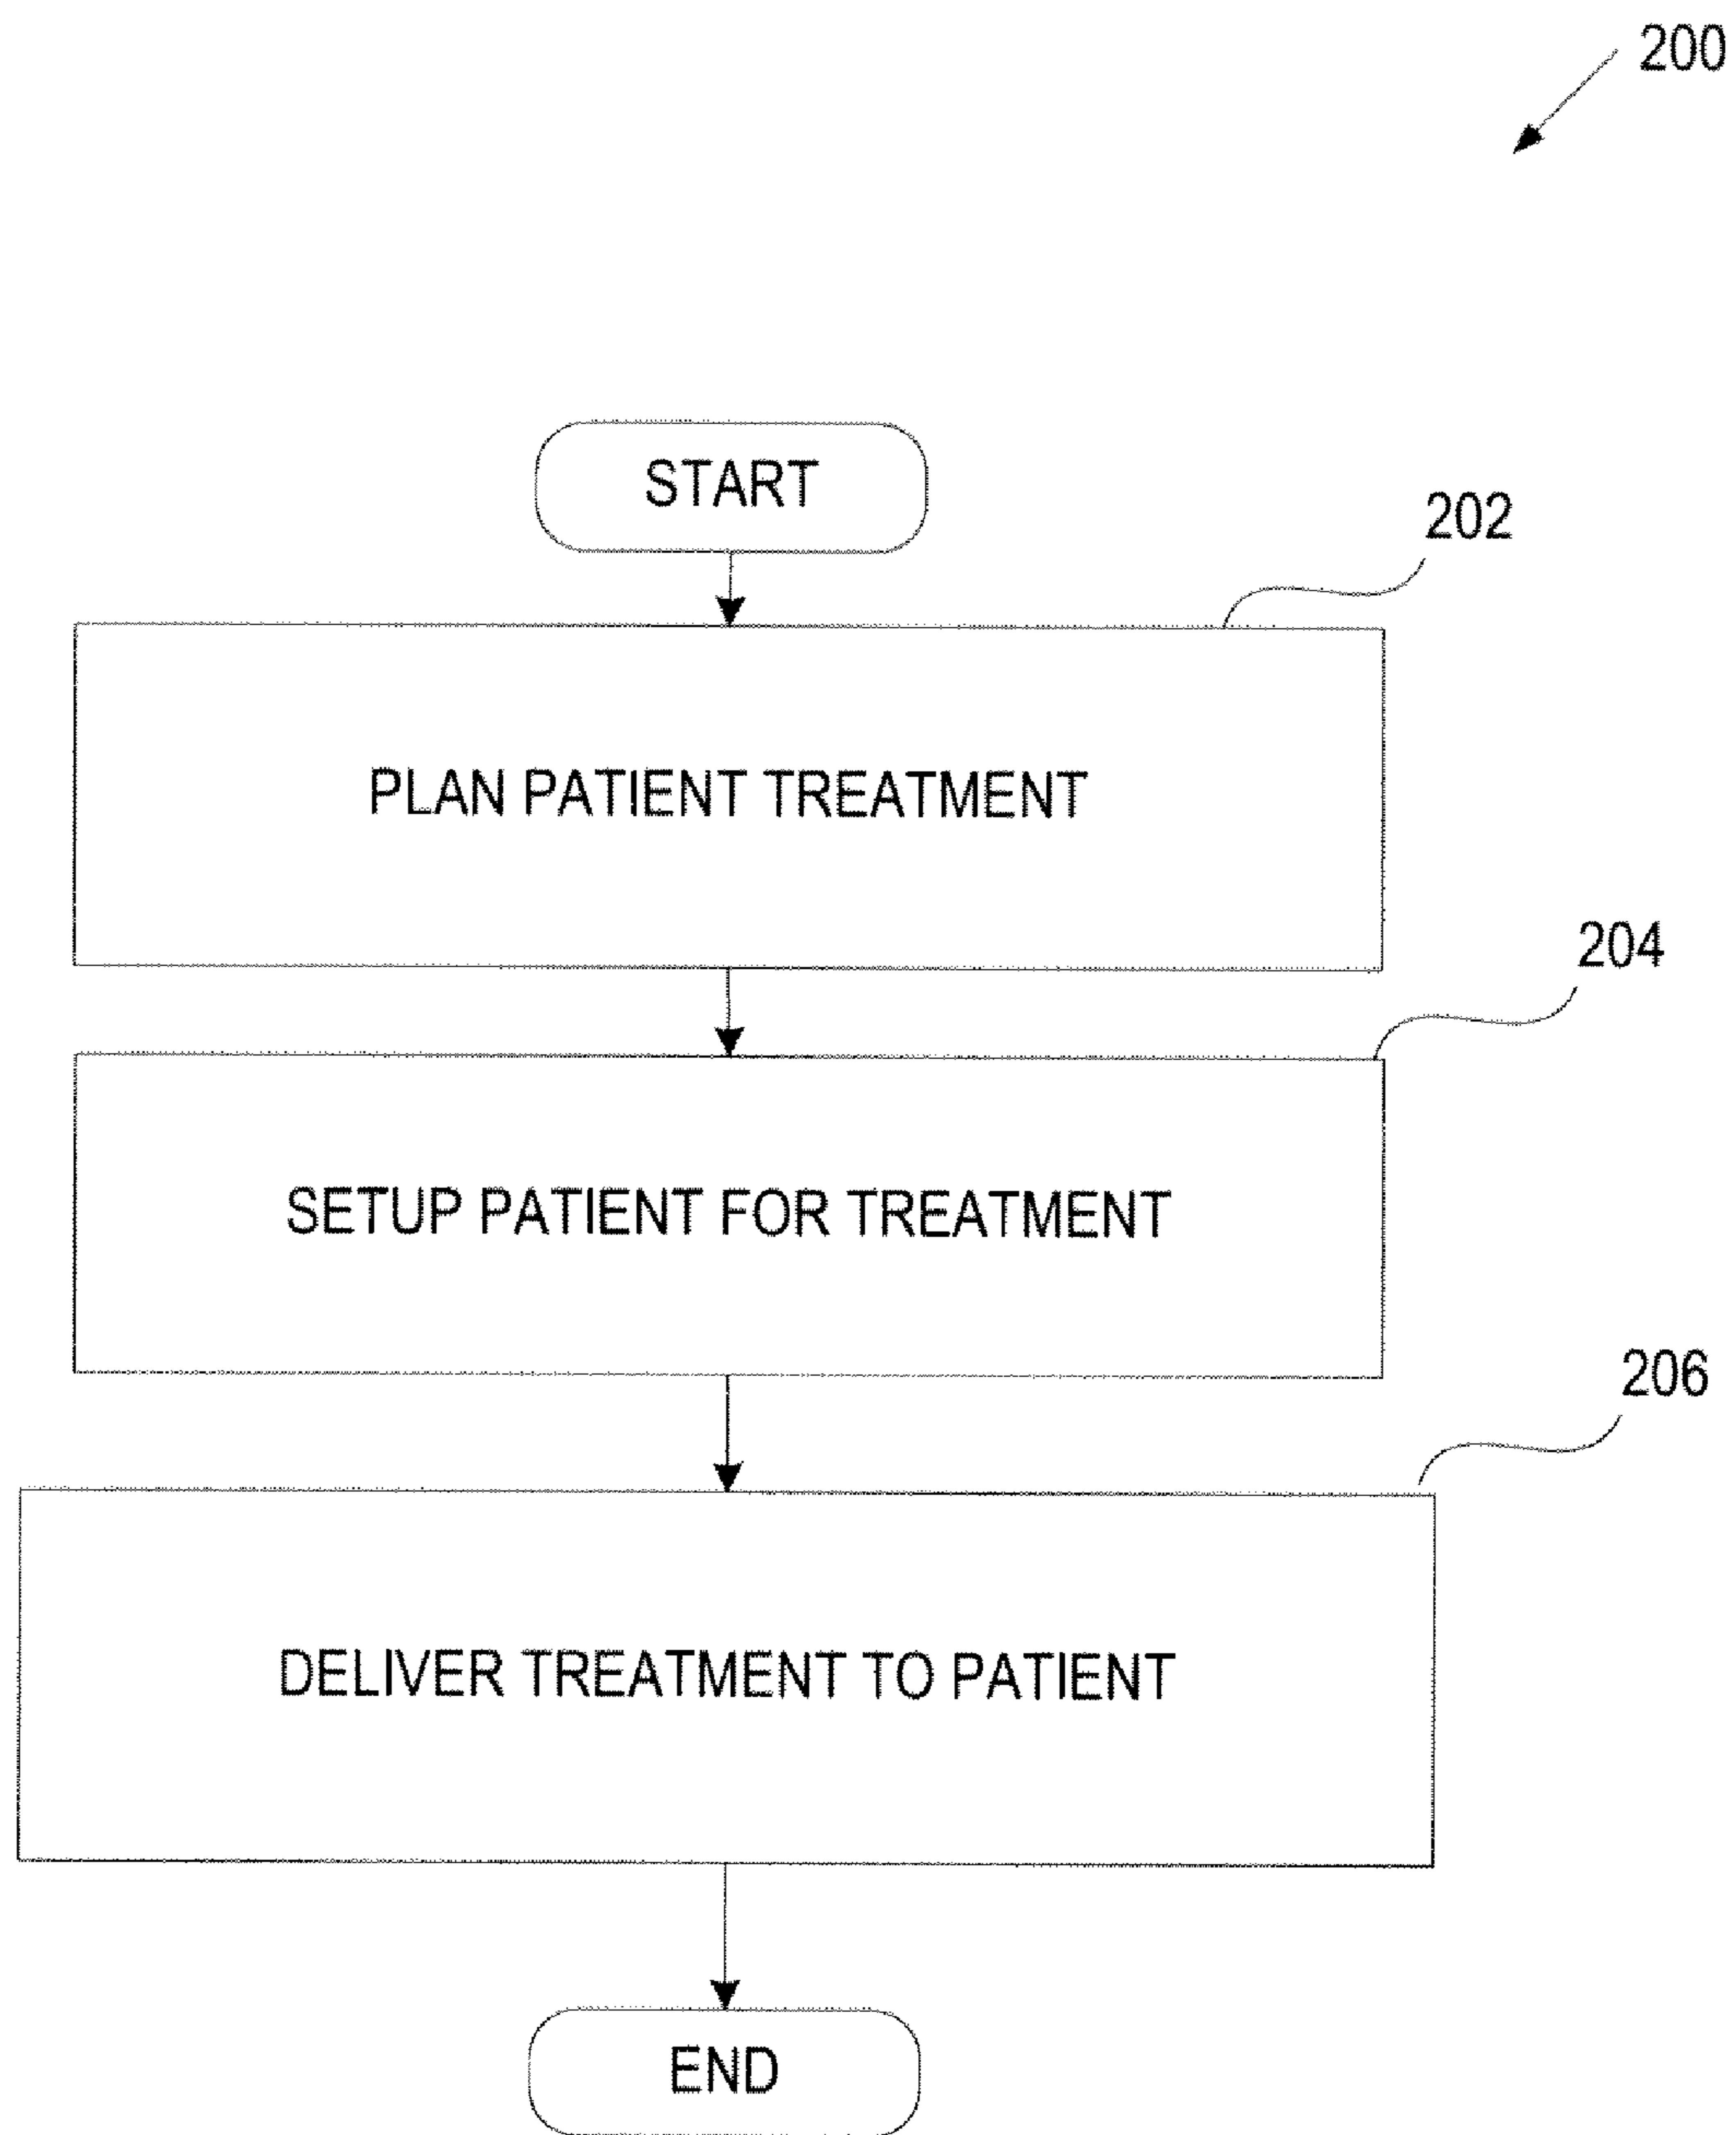 200
START
202
PLAN PATIENT TREATMENT
204
SETUP PATIENT FOR TREATMENT
206
DELIVER TREATMENT TO PATIENT
END